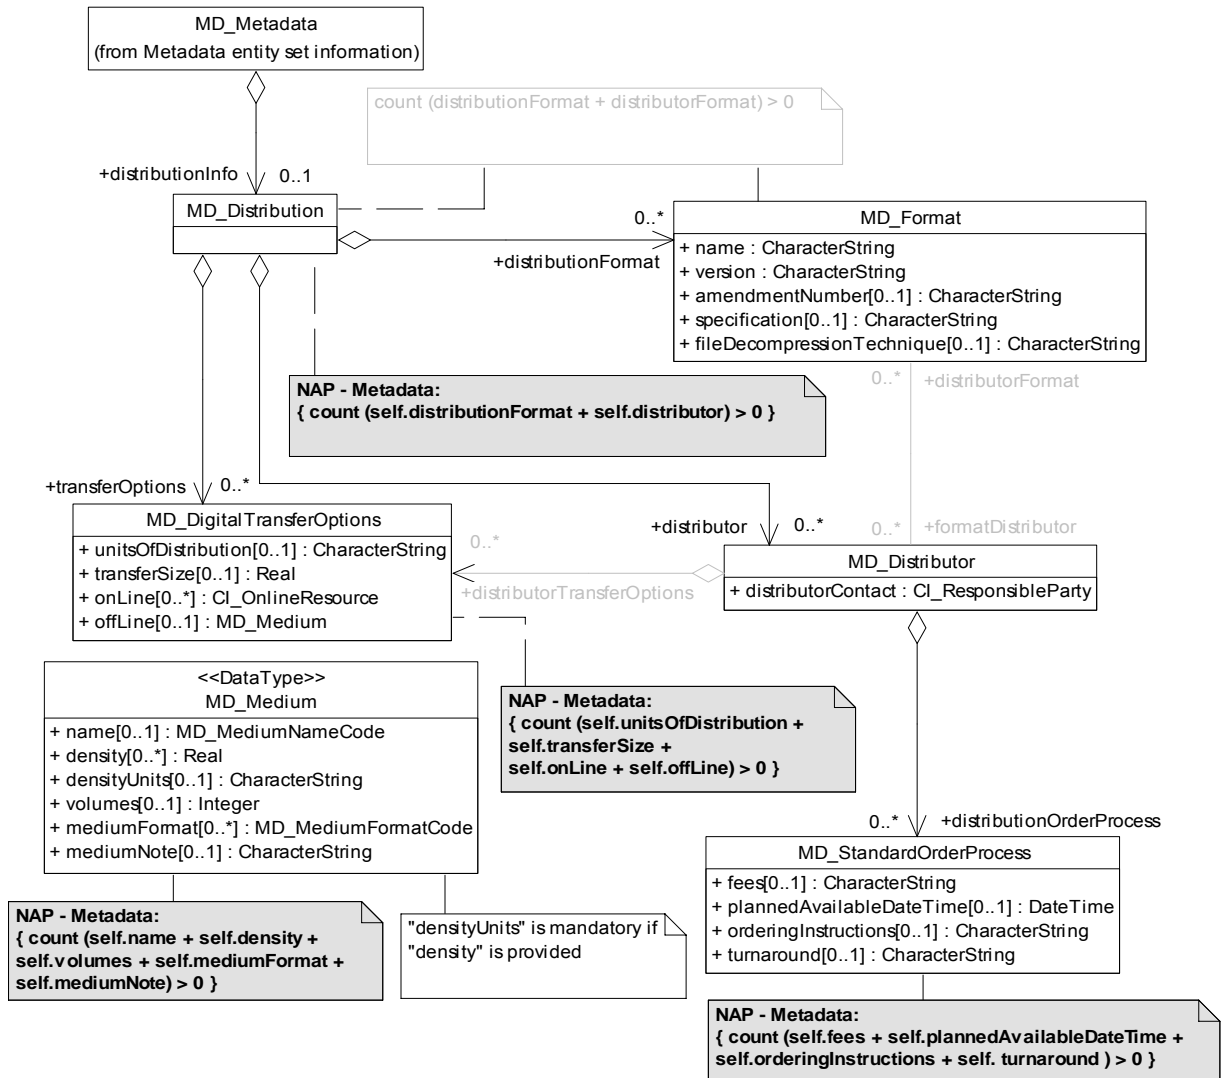 MD_Metadata
(from Metadata entity set information)
count (distributionFormat + distributorFormat) > 0
+distributionInfo
0..1
MD_Distribution
0..*
+distributionFormat
MD_Format
+ name : CharacterString
+ version : CharacterString
+ amendmentNumber[0..1] : CharacterString
+ specification[0..1] : CharacterString
+ fileDecompressionTechnique[0..1] : CharacterString
NAP - Metadata:
{ count (self.distributionFormat + self.distributor) > 0 }
0..*
+distributorFormat
+transferOptions
0..*
MD_DigitalTransferOptions
+ unitsOfDistribution[0..1] : CharacterString
+ transferSize[0..1] : Real
+ onLine[0..*] : CI_OnlineResource
+ offLine[0..1] : MD_Medium
0..*
+distributorTransferOptions
+distributor
0..*
0..*
+formatDistributor
MD_Distributor
+ distributorContact : CI_ResponsibleParty
<<DataType>>
MD_Medium
+ name[0..1] : MD_MediumNameCode
+ density[0..*] : Real
+ densityUnits[0..1] : CharacterString
+ volumes[0..1] : Integer
+ mediumFormat[0..*] : MD_MediumFormatCode
+ mediumNote[0..1] : CharacterString
NAP - Metadata:
{ count (self.unitsOfDistribution +
self.transferSize +
self.onLine + self.offLine) > 0 }
0..*
+distributionOrderProcess
MD_StandardOrderProcess
+ fees[0..1] : CharacterString
+ plannedAvailableDateTime[0..1] : DateTime
+ orderingInstructions[0..1] : CharacterString
+ turnaround[0..1] : CharacterString
NAP - Metadata:
{ count (self.name + self.density +
self.volumes + self.mediumFormat +
self.mediumNote) > 0 }
"densityUnits" is mandatory if
"density" is provided
NAP - Metadata:
{ count (self.fees + self.plannedAvailableDateTime +
self.orderingInstructions + self. turnaround ) > 0 }